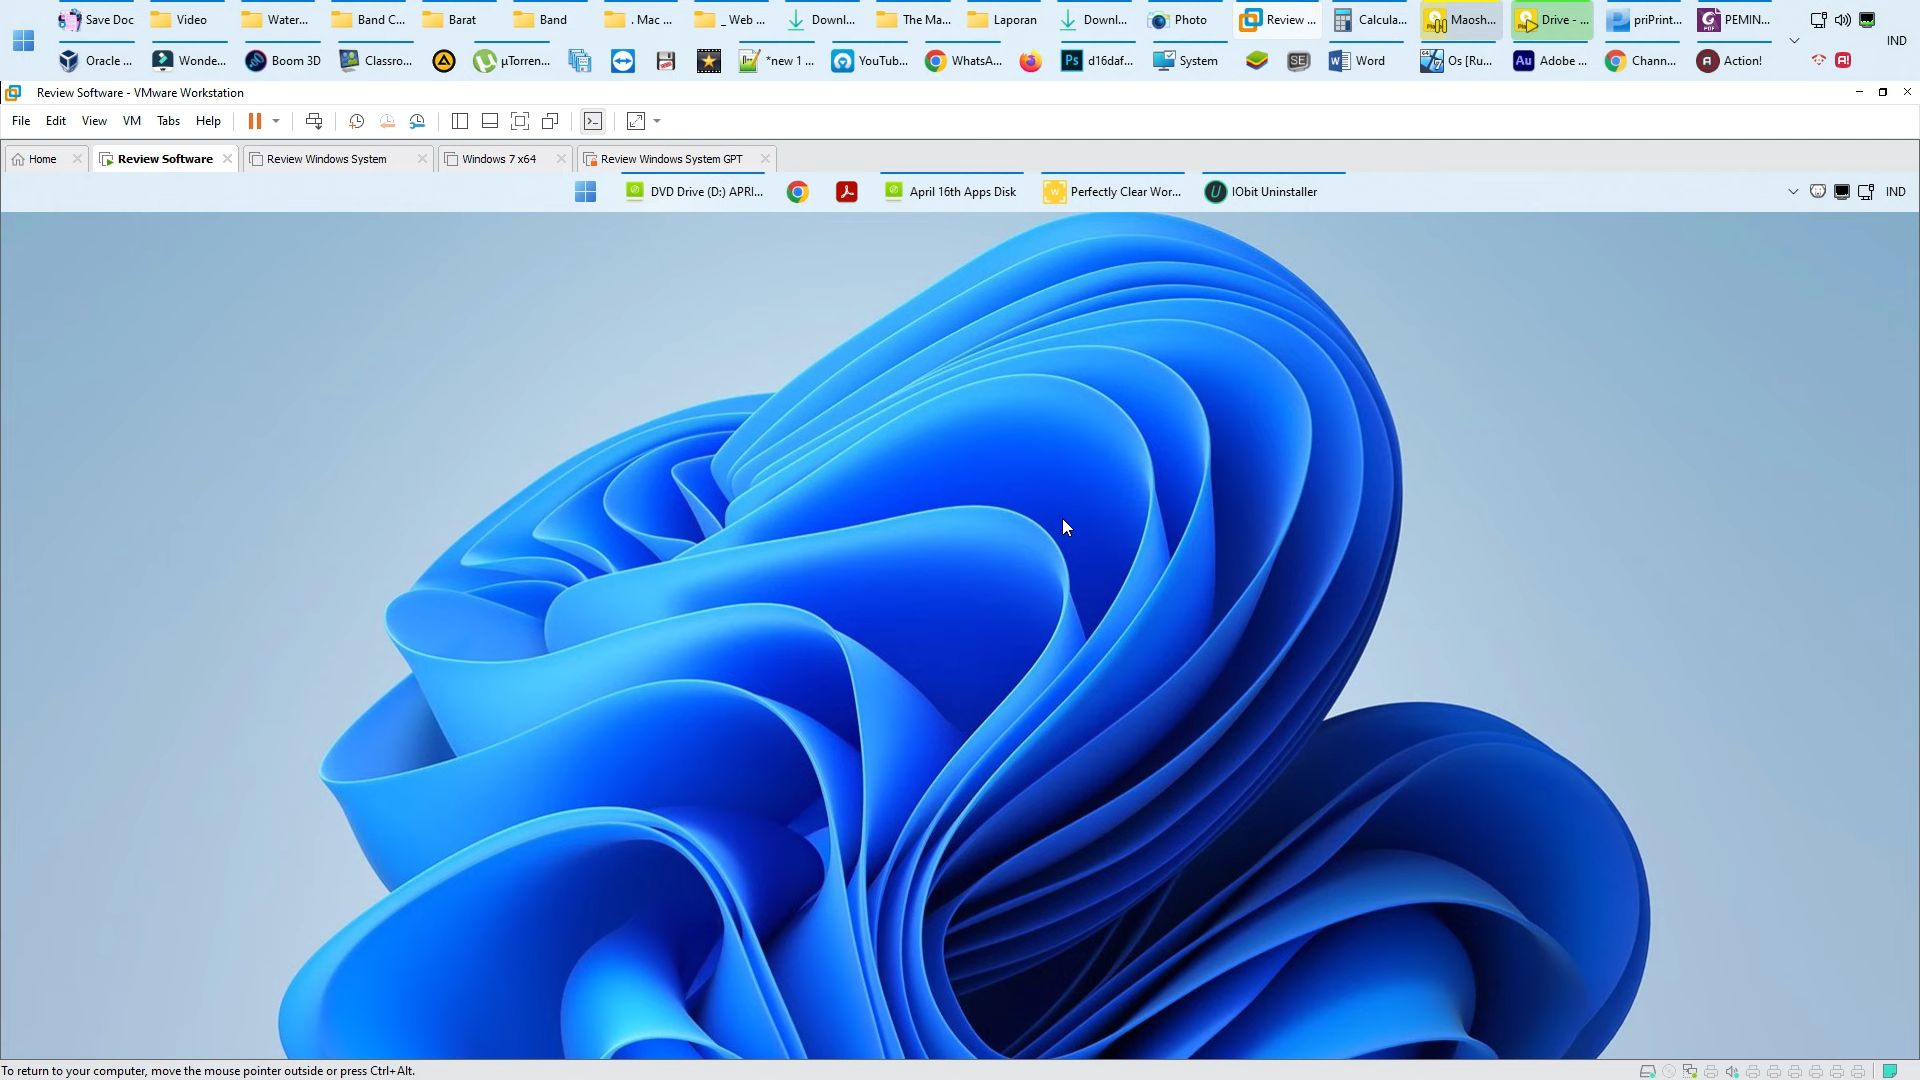 Save Doc Video Water... Band C... Barat Band . Mac ... _ Web ... Downl... The Ma... Laporan Downl... Photo Review ... Calcula... Maosh... Drive - ... priPrint... PEMIN...
IND
Oracle ... Wonde... Boom 3D Classro... µTorren... *new 1 ... YouTub... WhatsA... Ps d16daf... System SE Word Os [Ru... Au Adobe ... Chann... Action!
Review Software - VMware Workstation
File Edit View VM Tabs Help
Home Review Software Review Windows System Windows 7 x64 Review Windows System GPT
DVD Drive (D:) APRI... April 16th Apps Disk Perfectly Clear Wor... IObit Uninstaller IND
To return to your computer, move the mouse pointer outside or press Ctrl+Alt.